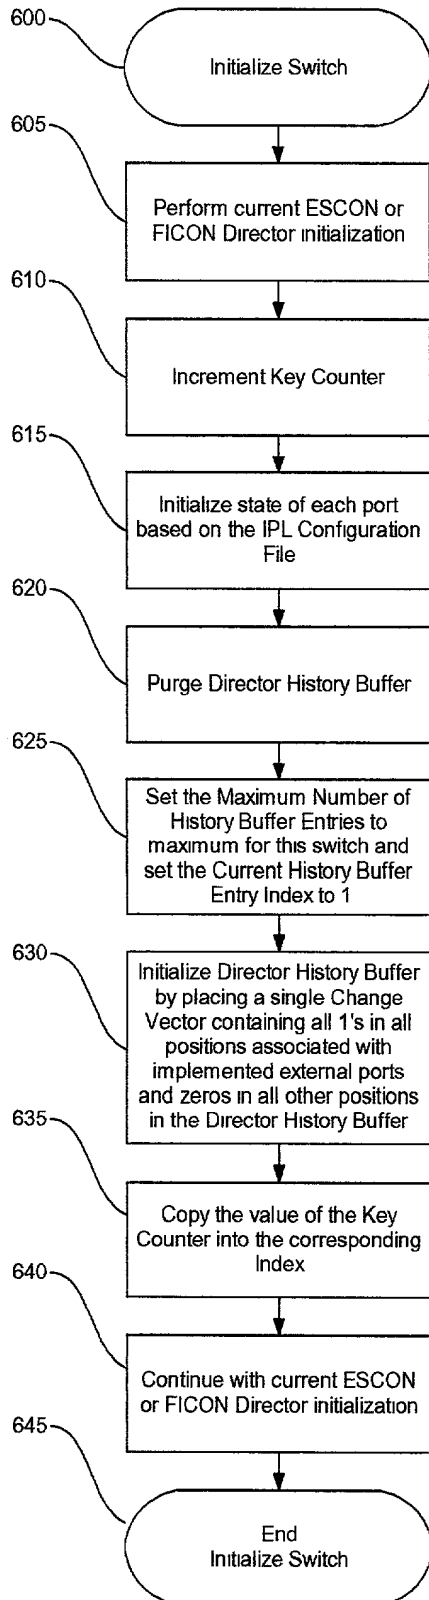 600
Initialize Switch
605
Perform current ESCON or
FICON Director initialization
610
Increment Key Counter
615
Initialize state of each port
based on the IPL Configuration
File
620
Purge Director History Buffer
625
Set the Maximum Number of
History Buffer Entries to
maximum for this switch and
set the Current History Buffer
Entry Index to 1
630
Initialize Director History Buffer
by placing a single Change
Vector containing all 1's in all
positions associated with
implemented external ports
and zeros in all other positions
in the Director History Buffer
635
Copy the value of the Key
Counter into the corresponding
Index
640
Continue with current ESCON
or FICON Director initialization
645
End
Initialize Switch